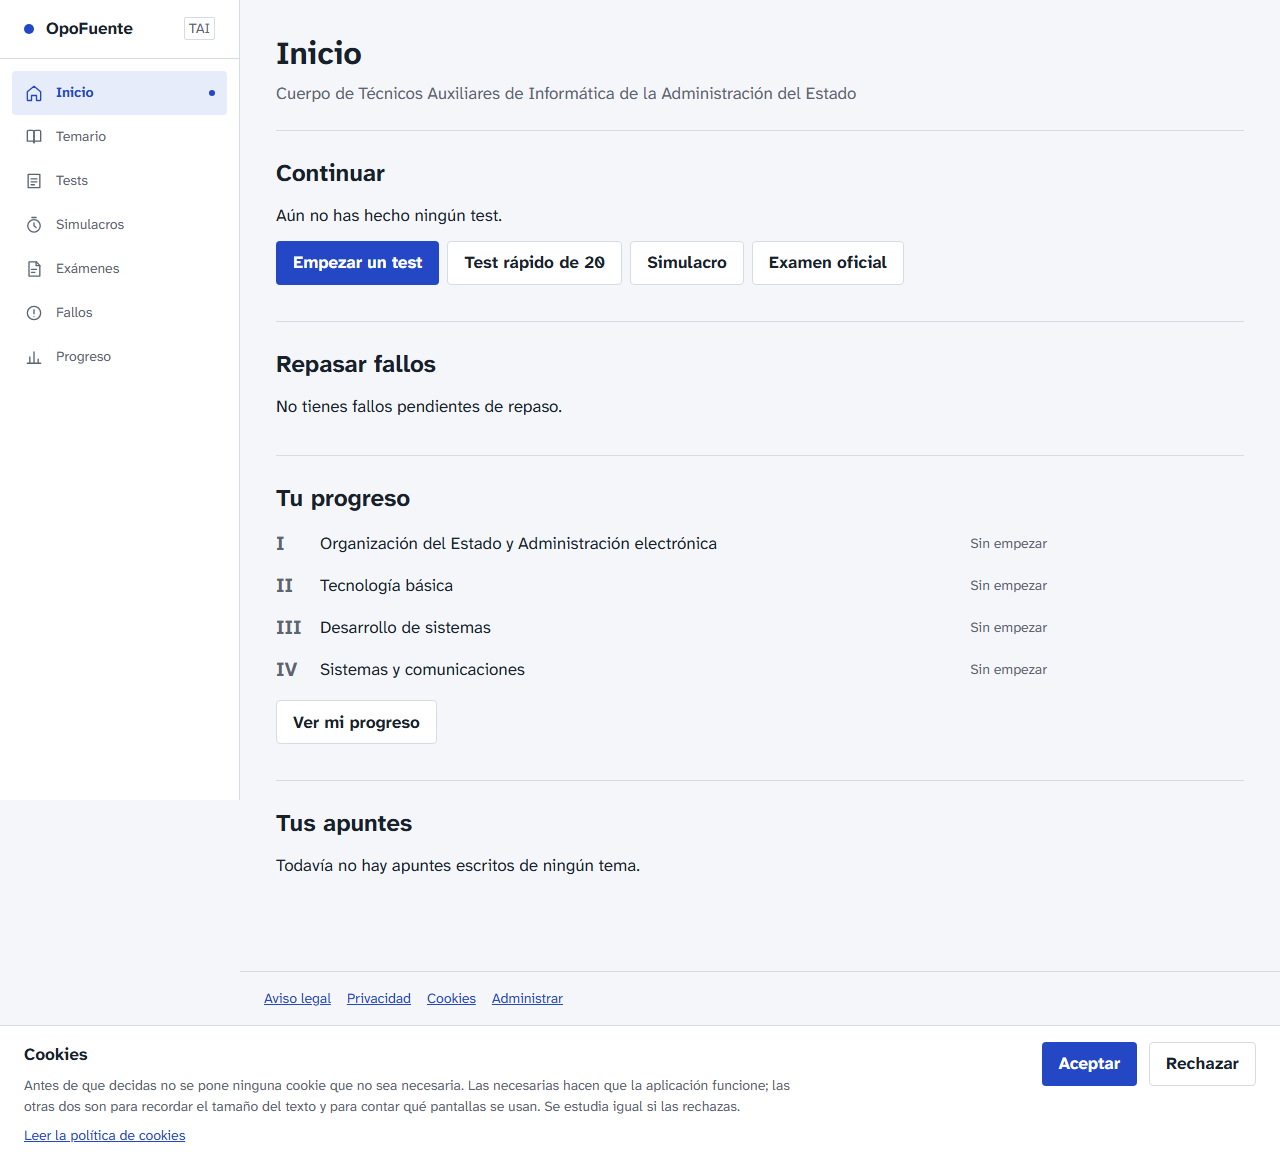 OpoFuente
TAI
Inicio
Temario
Tests
Simulacros
Exámenes
Fallos
Progreso
Inicio
Cuerpo de Técnicos Auxiliares de Informática de la Administración del Estado
Continuar
Aún no has hecho ningún test.
Empezar un test
Test rápido de 20
Simulacro
Examen oficial
Repasar fallos
No tienes fallos pendientes de repaso.
Tu progreso
I Organización del Estado y Administración electrónica Sin empezar
II Tecnología básica Sin empezar
III Desarrollo de sistemas Sin empezar
IV Sistemas y comunicaciones Sin empezar
Ver mi progreso
Tus apuntes
Todavía no hay apuntes escritos de ningún tema.
Aviso legal Privacidad Cookies Administrar
Cookies
Antes de que decidas no se pone ninguna cookie que no sea necesaria. Las necesarias hacen que la aplicación funcione; las
otras dos son para recordar el tamaño del texto y para contar qué pantallas se usan. Se estudia igual si las rechazas.
Leer la política de cookies
Aceptar
Rechazar